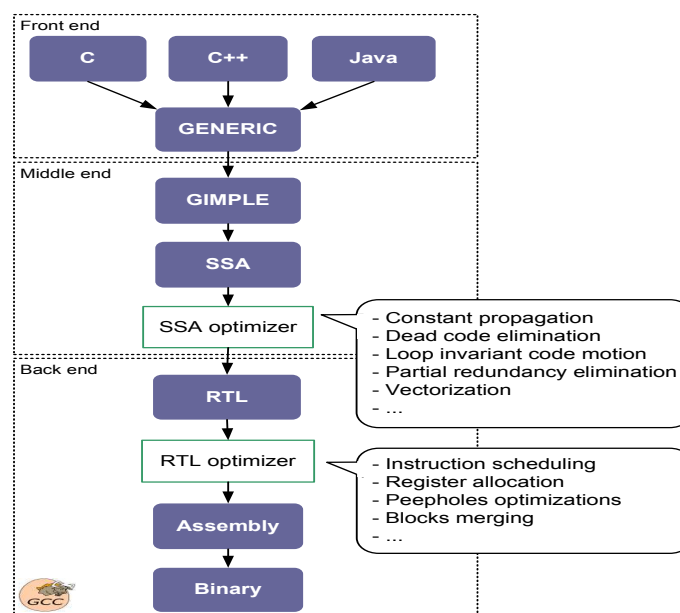 Front end
C
C++
Java
GENERIC
Middle end
GIMPLE
SSA
SSA optimizer
- Constant propagation
- Dead code elimination
- Loop invariant code motion
- Partial redundancy elimination
- Vectorization
- ...
Back end
RTL
RTL optimizer
- Instruction scheduling
- Register allocation
- Peepholes optimizations
- Blocks merging
- ...
Assembly
Binary
GCC